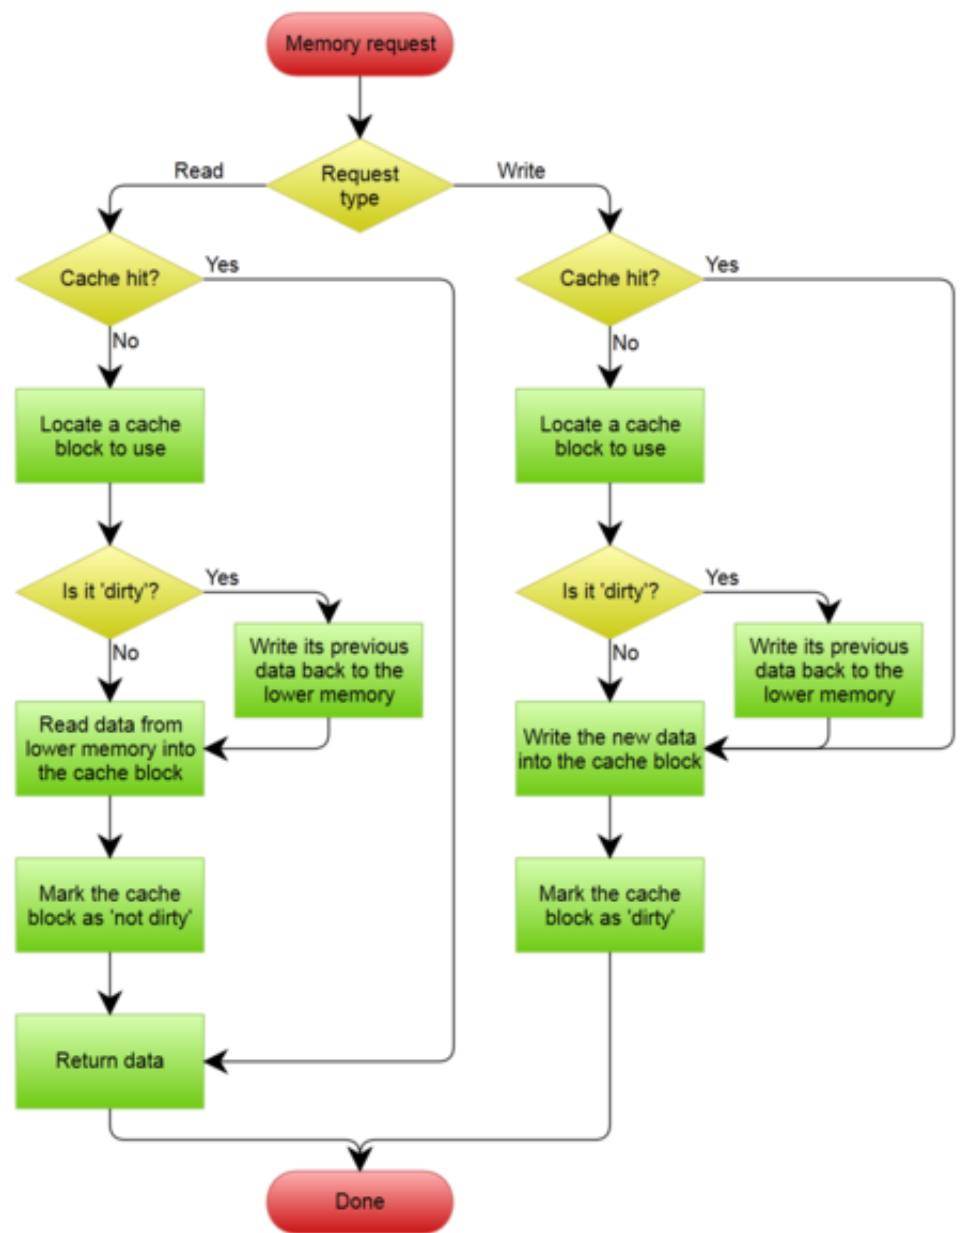 Memory request
Request
type
Read
Write
Cache hit?
Yes
No
Locate a cache
block to use
Is it 'dirty'?
Yes
No
Write its previous
data back to the
lower memory
Read data from
lower memory into
the cache block
Mark the cache
block as 'not dirty'
Return data
Cache hit?
Yes
No
Locate a cache
block to use
Is it 'dirty'?
Yes
No
Write its previous
data back to the
lower memory
Write the new data
into the cache block
Mark the cache
block as 'dirty'
Done